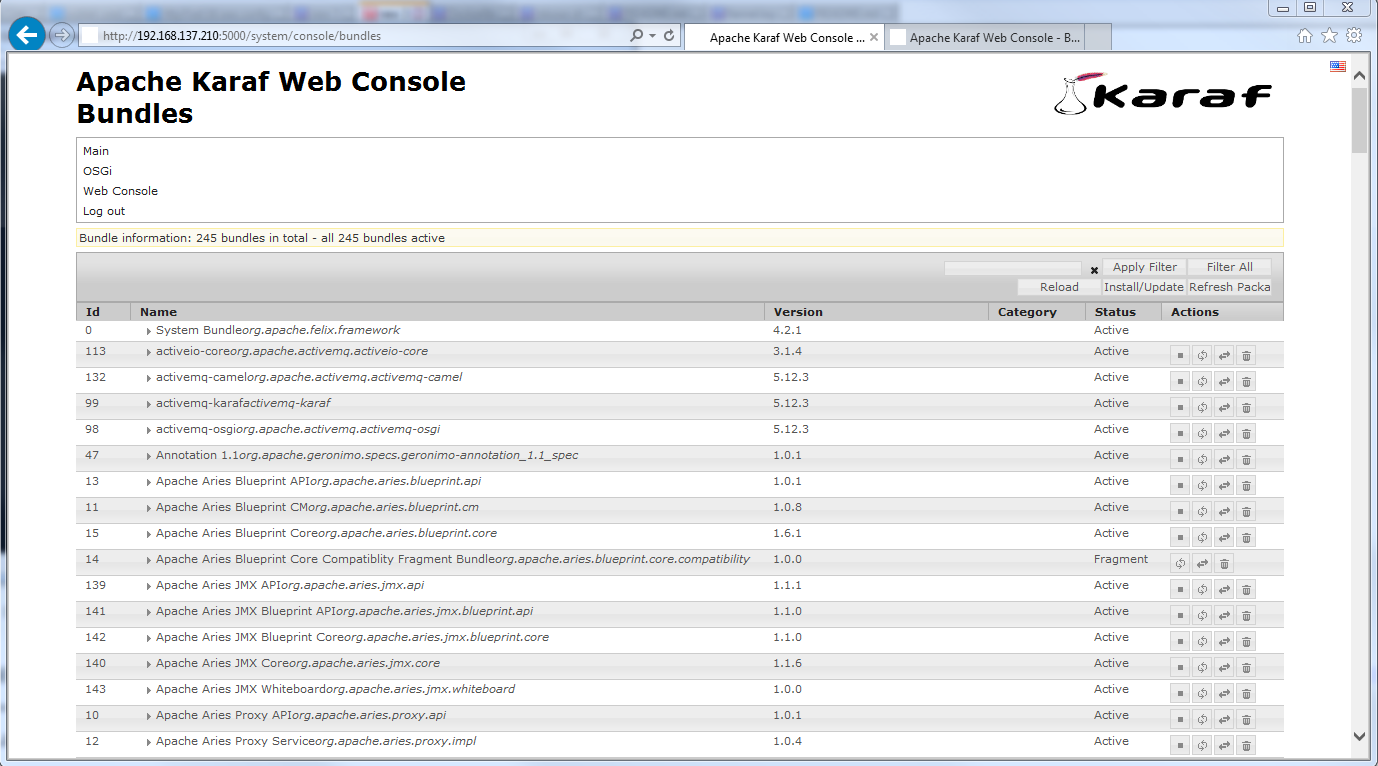 http://192.168.137.210:5000/system/console/bundles
Apache Karaf Web Console ...
Apache Karaf Web Console - B...
Apache Karaf Web Console
Bundles
Karaf
Main
OSGi
Web Console
Log out
Bundle information: 245 bundles in total - all 245 bundles active
Apply Filter Filter All
Reload Install/Update Refresh Packa
Id Name Version Category Status Actions
0 System Bundleorg.apache.felix.framework 4.2.1 Active
113 activeio-coreorg.apache.activemq.activeio-core 3.1.4 Active
132 activemq-camelorg.apache.activemq.activemq-camel 5.12.3 Active
99 activemq-karafactivemq-karaf 5.12.3 Active
98 activemq-osgiorg.apache.activemq.activemq-osgi 5.12.3 Active
47 Annotation 1.1org.apache.geronimo.specs.geronimo-annotation_1.1_spec 1.0.1 Active
13 Apache Aries Blueprint APIorg.apache.aries.blueprint.api 1.0.1 Active
11 Apache Aries Blueprint CMorg.apache.aries.blueprint.cm 1.0.8 Active
15 Apache Aries Blueprint Coreorg.apache.aries.blueprint.core 1.6.1 Active
14 Apache Aries Blueprint Core Compatiblity Fragment Bundleorg.apache.aries.blueprint.core.compatibility 1.0.0 Fragment
139 Apache Aries JMX APIorg.apache.aries.jmx.api 1.1.1 Active
141 Apache Aries JMX Blueprint APIorg.apache.aries.jmx.blueprint.api 1.1.0 Active
142 Apache Aries JMX Blueprint Coreorg.apache.aries.jmx.blueprint.core 1.1.0 Active
140 Apache Aries JMX Coreorg.apache.aries.jmx.core 1.1.6 Active
143 Apache Aries JMX Whiteboardorg.apache.aries.jmx.whiteboard 1.0.0 Active
10 Apache Aries Proxy APIorg.apache.aries.proxy.api 1.0.1 Active
12 Apache Aries Proxy Serviceorg.apache.aries.proxy.impl 1.0.4 Active